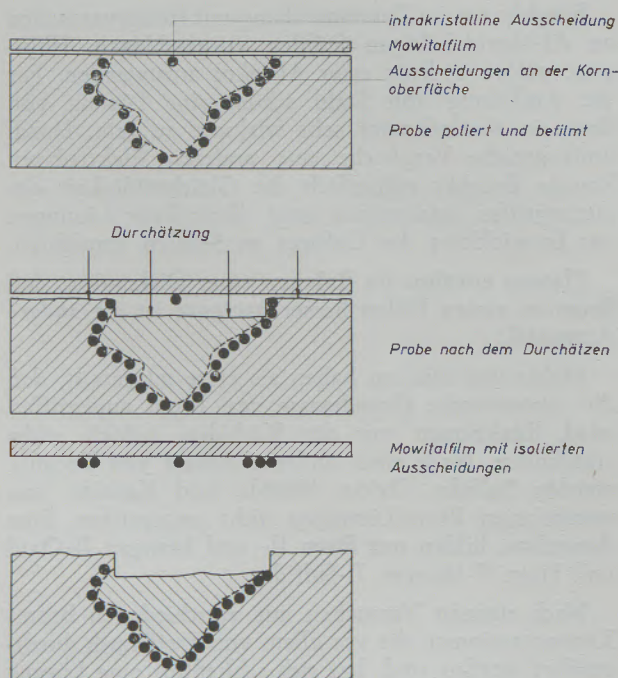 intrakristalline Ausscheidung
Mowitalfilm
Ausscheidungen an der Korn-
oberfläche
Probe poliert und befilmt
Durchätzung
Probe nach dem Durchätzen
Mowitalfilm mit isolierten
Ausscheidungen